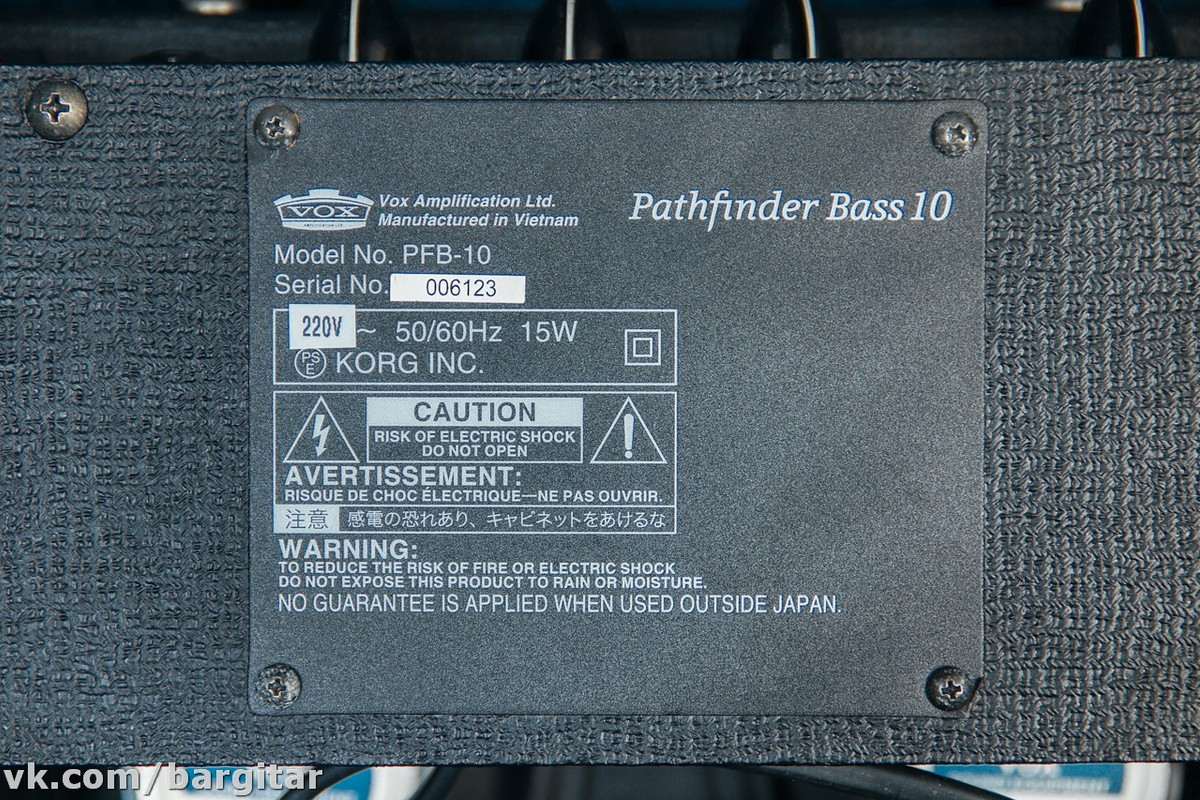 VOX
Vox Amplification Ltd.
Manufactured in Vietnam
Pathfinder Bass 10
Model No. PFB-10
Serial No. 006123
220V ~ 50/60Hz 15W
PSE KORG INC.
CAUTION
RISK OF ELECTRIC SHOCK
DO NOT OPEN
AVERTISSEMENT:
RISQUE DE CHOC ÉLECTRIQUE—NE PAS OUVRIR.
注意 感電の恐れあり、キャビネットをあけるな
WARNING:
TO REDUCE THE RISK OF FIRE OR ELECTRIC SHOCK
DO NOT EXPOSE THIS PRODUCT TO RAIN OR MOISTURE.
NO GUARANTEE IS APPLIED WHEN USED OUTSIDE JAPAN.
vk.com/bargitar